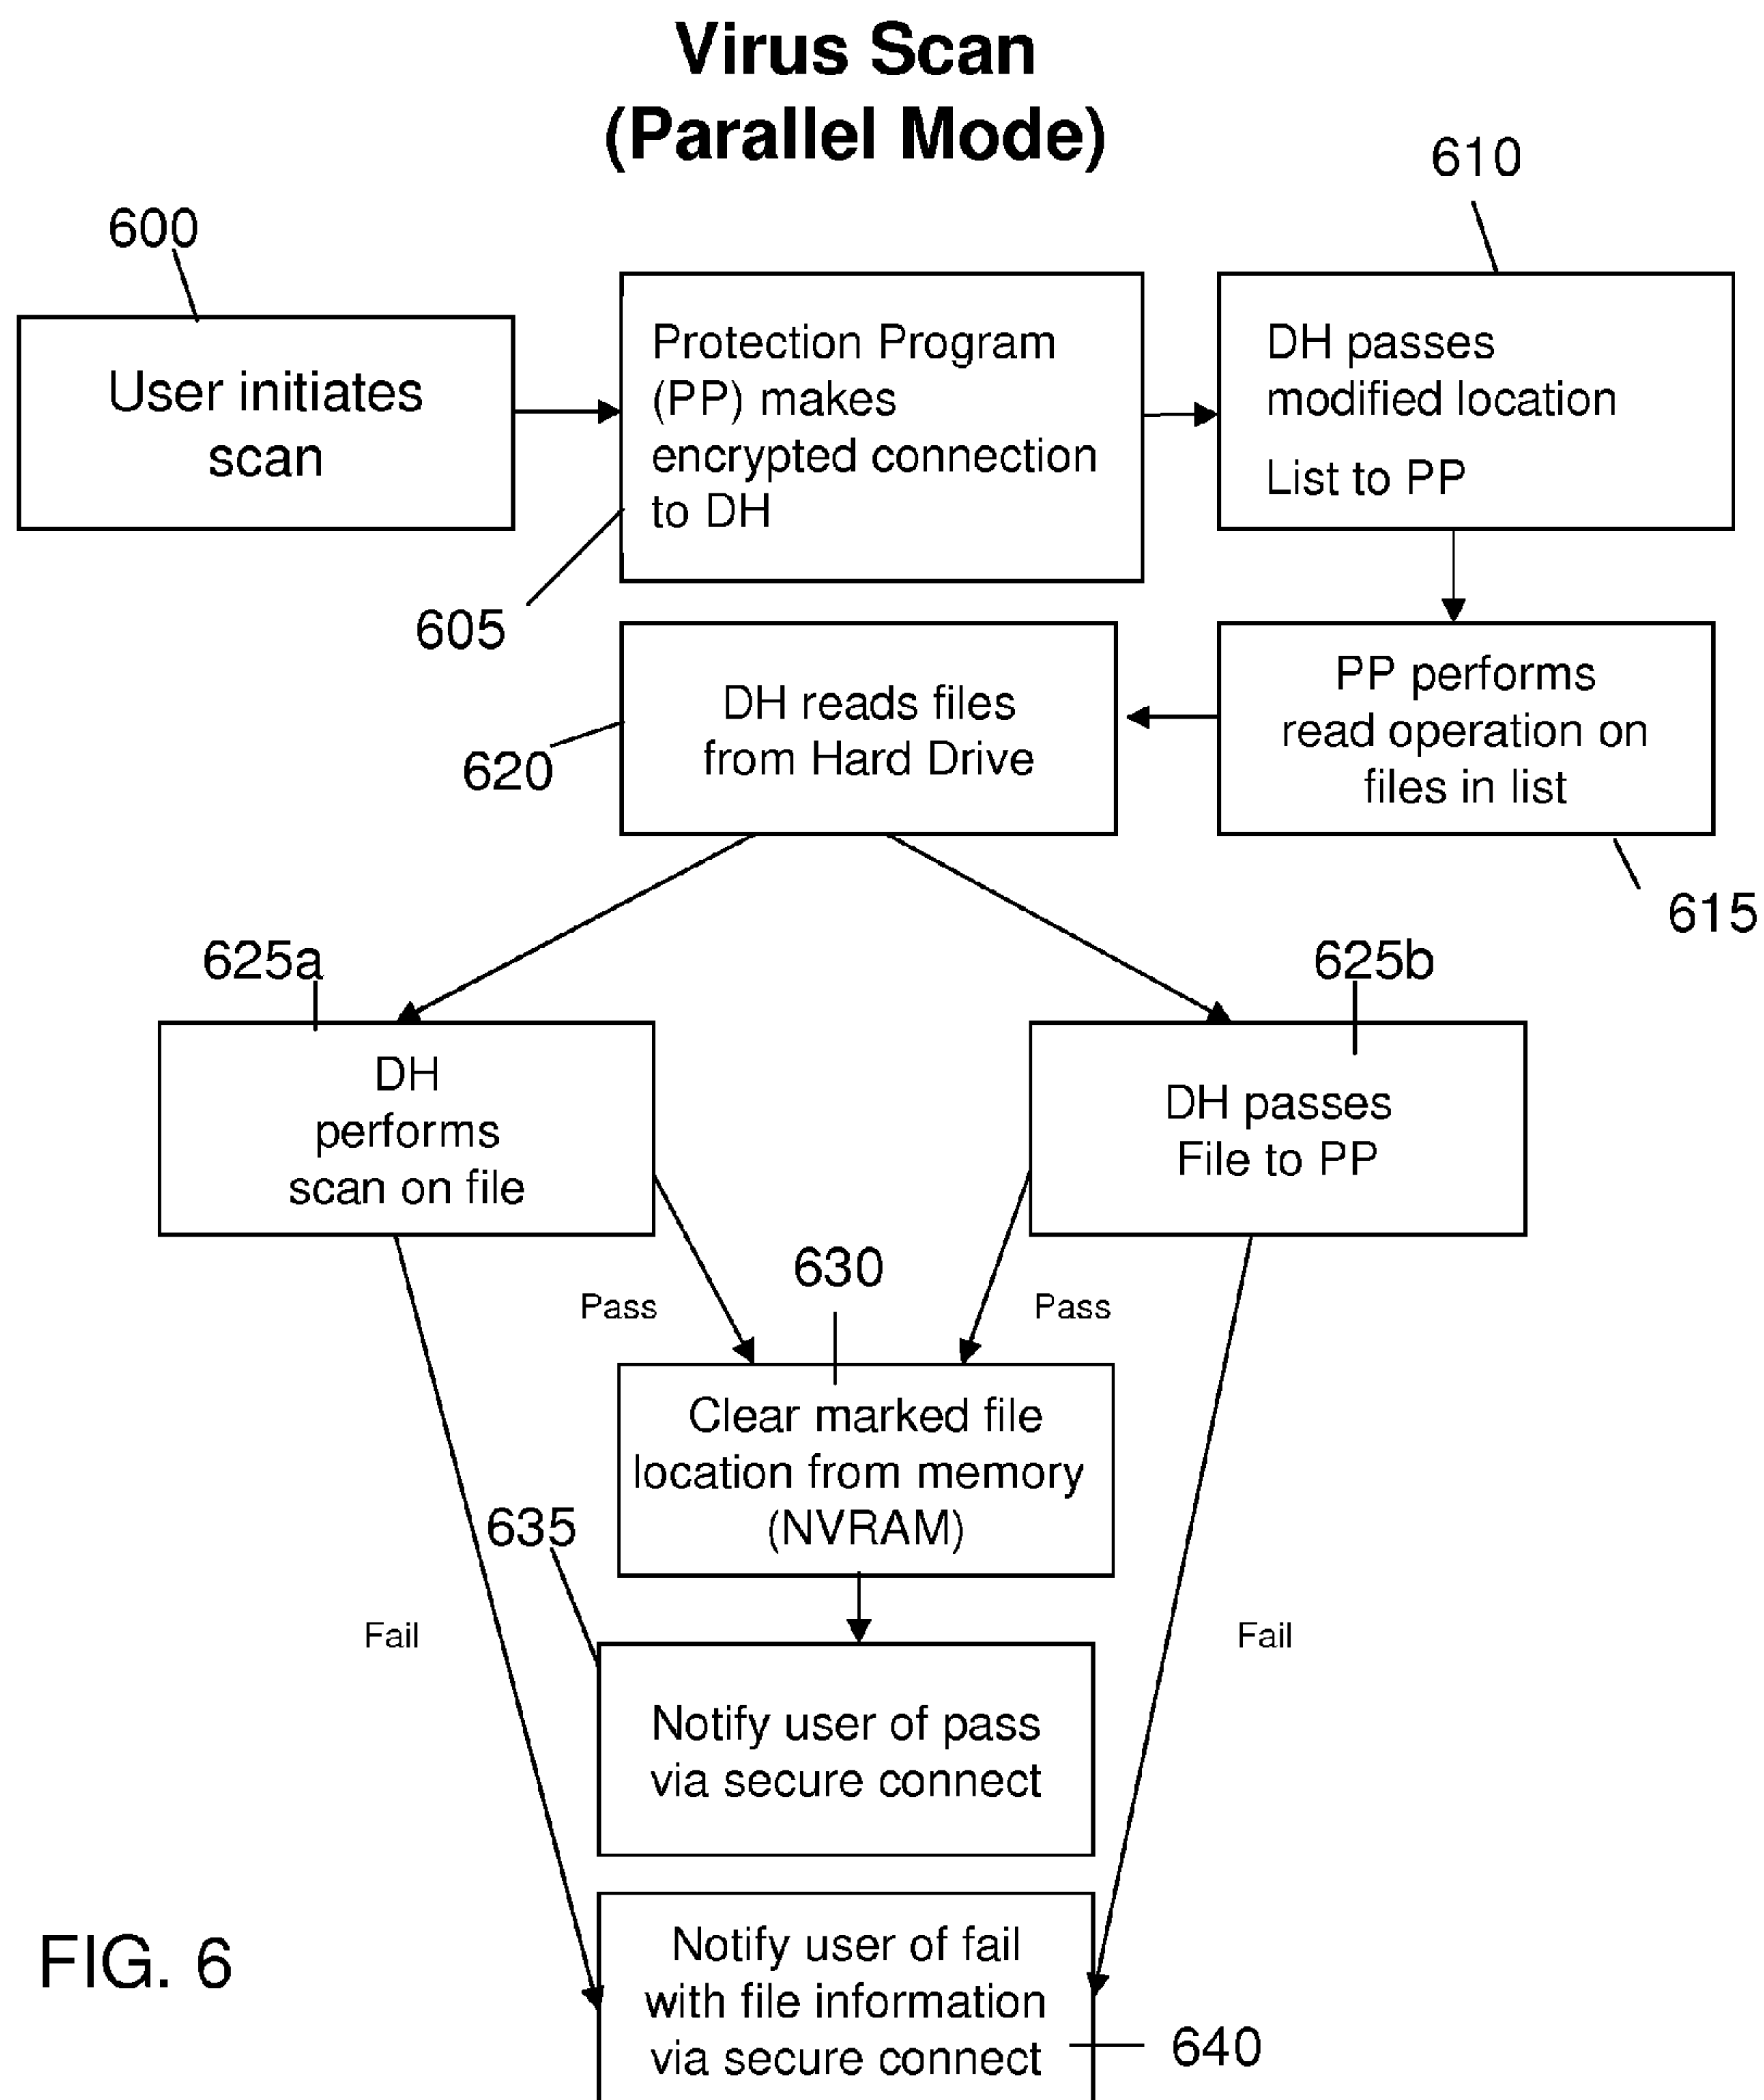 Virus Scan
(Parallel Mode)
610
600
User initiates
scan
Protection Program
(PP) makes
encrypted connection
to DH
DH passes
modified location
List to PP
605
DH reads files
from Hard Drive
PP performs
read operation on
files in list
620
615
625a
625b
DH
performs
scan on file
DH passes
File to PP
630
Pass
Pass
Clear marked file
location from memory
(NVRAM)
635
Fail
Fail
Notify user of pass
via secure connect
FIG. 6
Notify user of fail
with file information
via secure connect
640